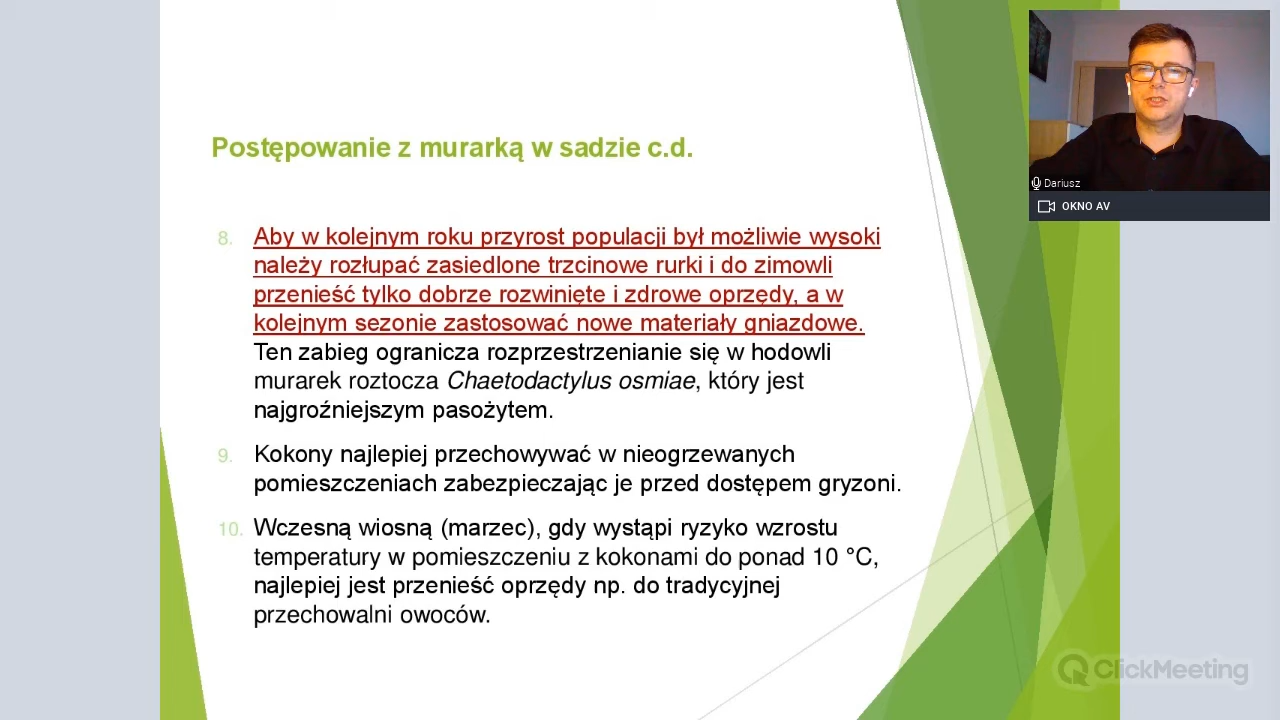 Postępowanie z murarką w sadzie c.d.
8. Aby w kolejnym roku przyrost populacji był możliwie wysoki
należy rozłupać zasiedlone trzcinowe rurki i do zimowli
przenieść tylko dobrze rozwinięte i zdrowe oprzędy, a w
kolejnym sezonie zastosować nowe materiały gniazdowe.
Ten zabieg ogranicza rozprzestrzenianie się w hodowli
murarek roztocza Chaetodactylus osmiae, który jest
najgroźniejszym pasożytem.
9. Kokony najlepiej przechowywać w nieogrzewanych
pomieszczeniach zabezpieczając je przed dostępem gryzoni.
10. Wczesną wiosną (marzec), gdy wystąpi ryzyko wzrostu
temperatury w pomieszczeniu z kokonami do ponad 10 °C,
najlepiej jest przenieść oprzędy np. do tradycyjnej
przechowalni owoców.
Dariusz
OKNO AV
ClickMeeting